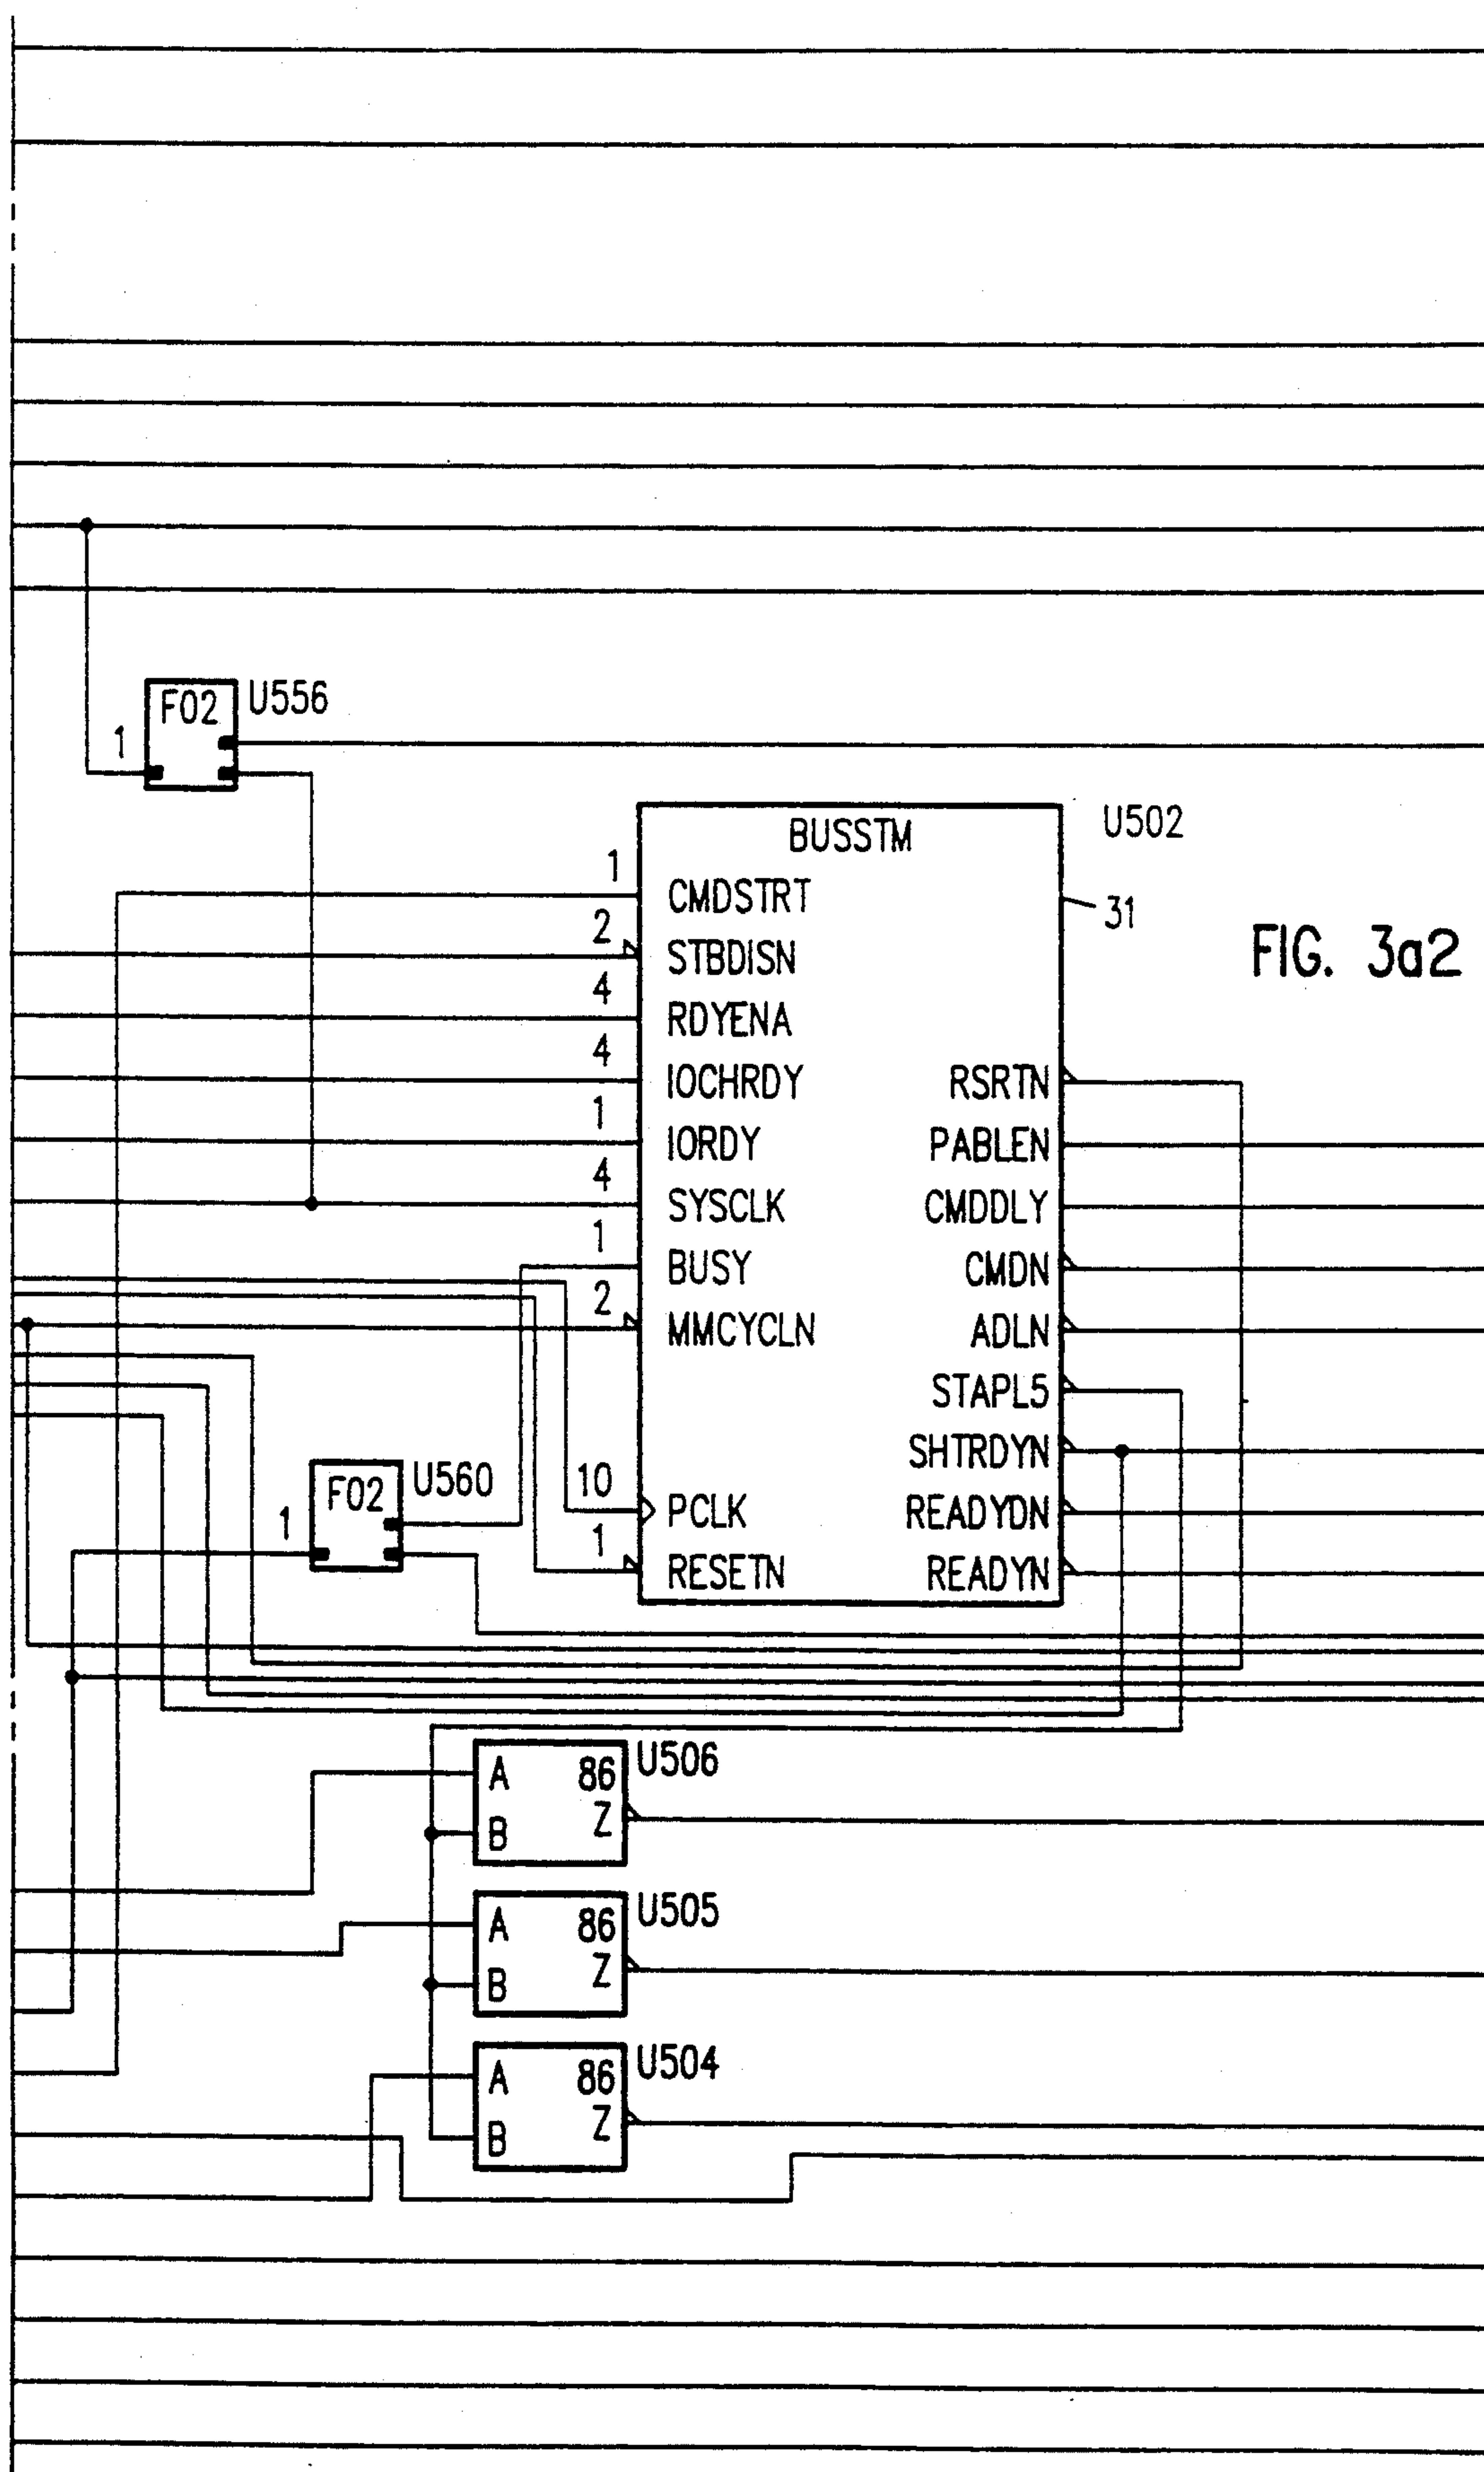 F02 U556
1
BUSSTM U502
1 CMDSTRT
31
2 STBDISN
FIG. 3a2
4 RDYENA
4 IOCHRDY RSRTN
1 IORDY PABLEN
4 SYSCLK CMDDLY
1 BUSY CMDN
2 MMCYCLN ADLN
STAPL5
SHTRDYN
F02 U560
1
10 PCLK READYDN
1 RESETN READYN
A 86 U506
B Z
A 86 U505
B Z
A 86 U504
B Z